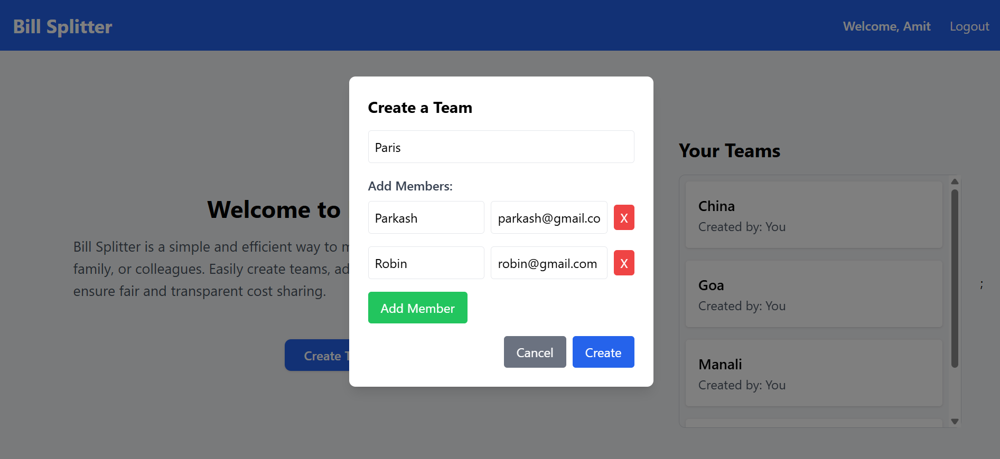 Bill Splitter
Welcome, Amit
Logout
Create a Team
Paris
Add Members:
Parkash
parkash@gmail.co
X
Robin
robin@gmail.com
X
Add Member
Cancel
Create
Welcome to
Bill Splitter is a simple and efficient way to
family, or colleagues. Easily create teams, ad
ensure fair and transparent cost sharing.
Create
Your Teams
China
Created by: You
Goa
Created by: You
Manali
Created by: You
;